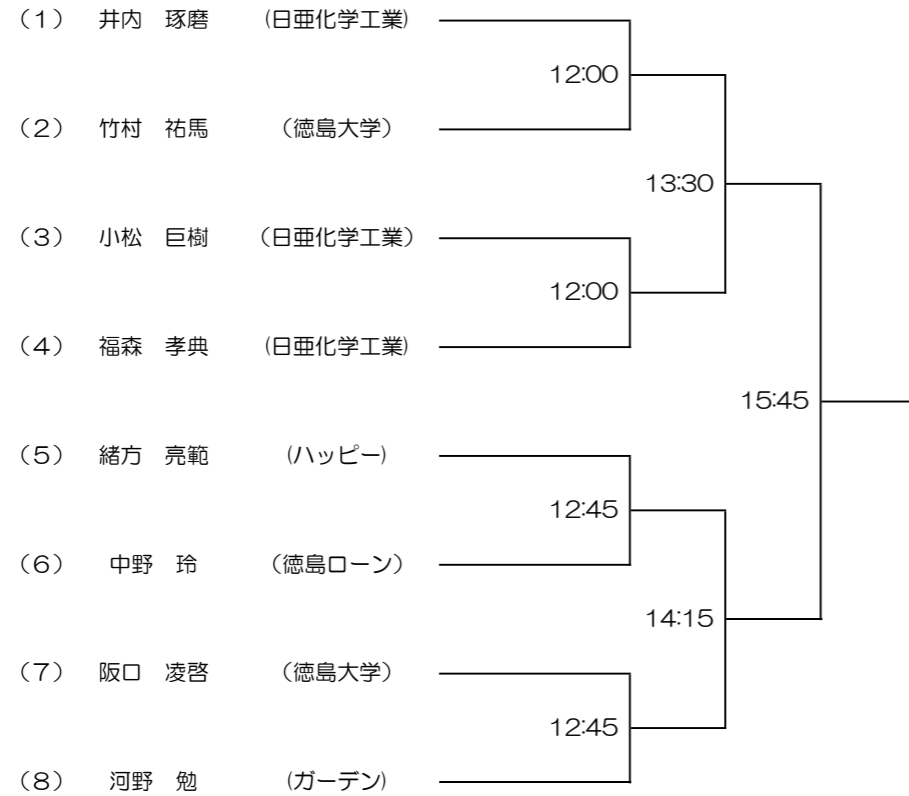 （1） 井内 琢磨 (日亜化学工業)
12:00
（2） 竹村 祐馬 （徳島大学）
13:30
（3） 小松 巨樹 （日亜化学工業）
12:00
（4） 福森 孝典 (日亜化学工業)
15:45
（5） 緒方 亮範 (ハッピー)
12:45
（6） 中野 玲 （徳島ローン）
14:15
（7） 阪口 凌啓 （徳島大学）
12:45
（8） 河野 勉 (ガーデン)